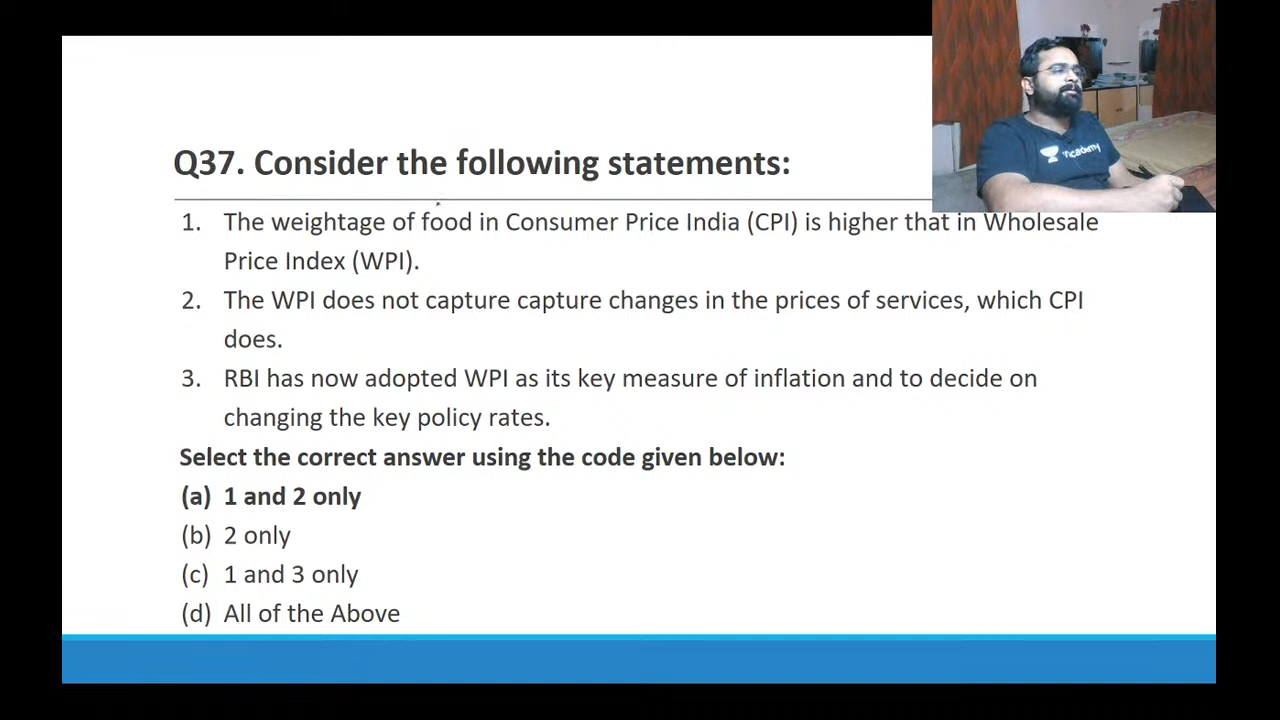 Q37. Consider the following statements:
1. The weightage of food in Consumer Price India (CPI) is higher that in Wholesale
Price Index (WPI).
2. The WPI does not capture capture changes in the prices of services, which CPI
does.
3. RBI has now adopted WPI as its key measure of inflation and to decide on
changing the key policy rates.
Select the correct answer using the code given below:
(a) 1 and 2 only
(b) 2 only
(c) 1 and 3 only
(d) All of the Above